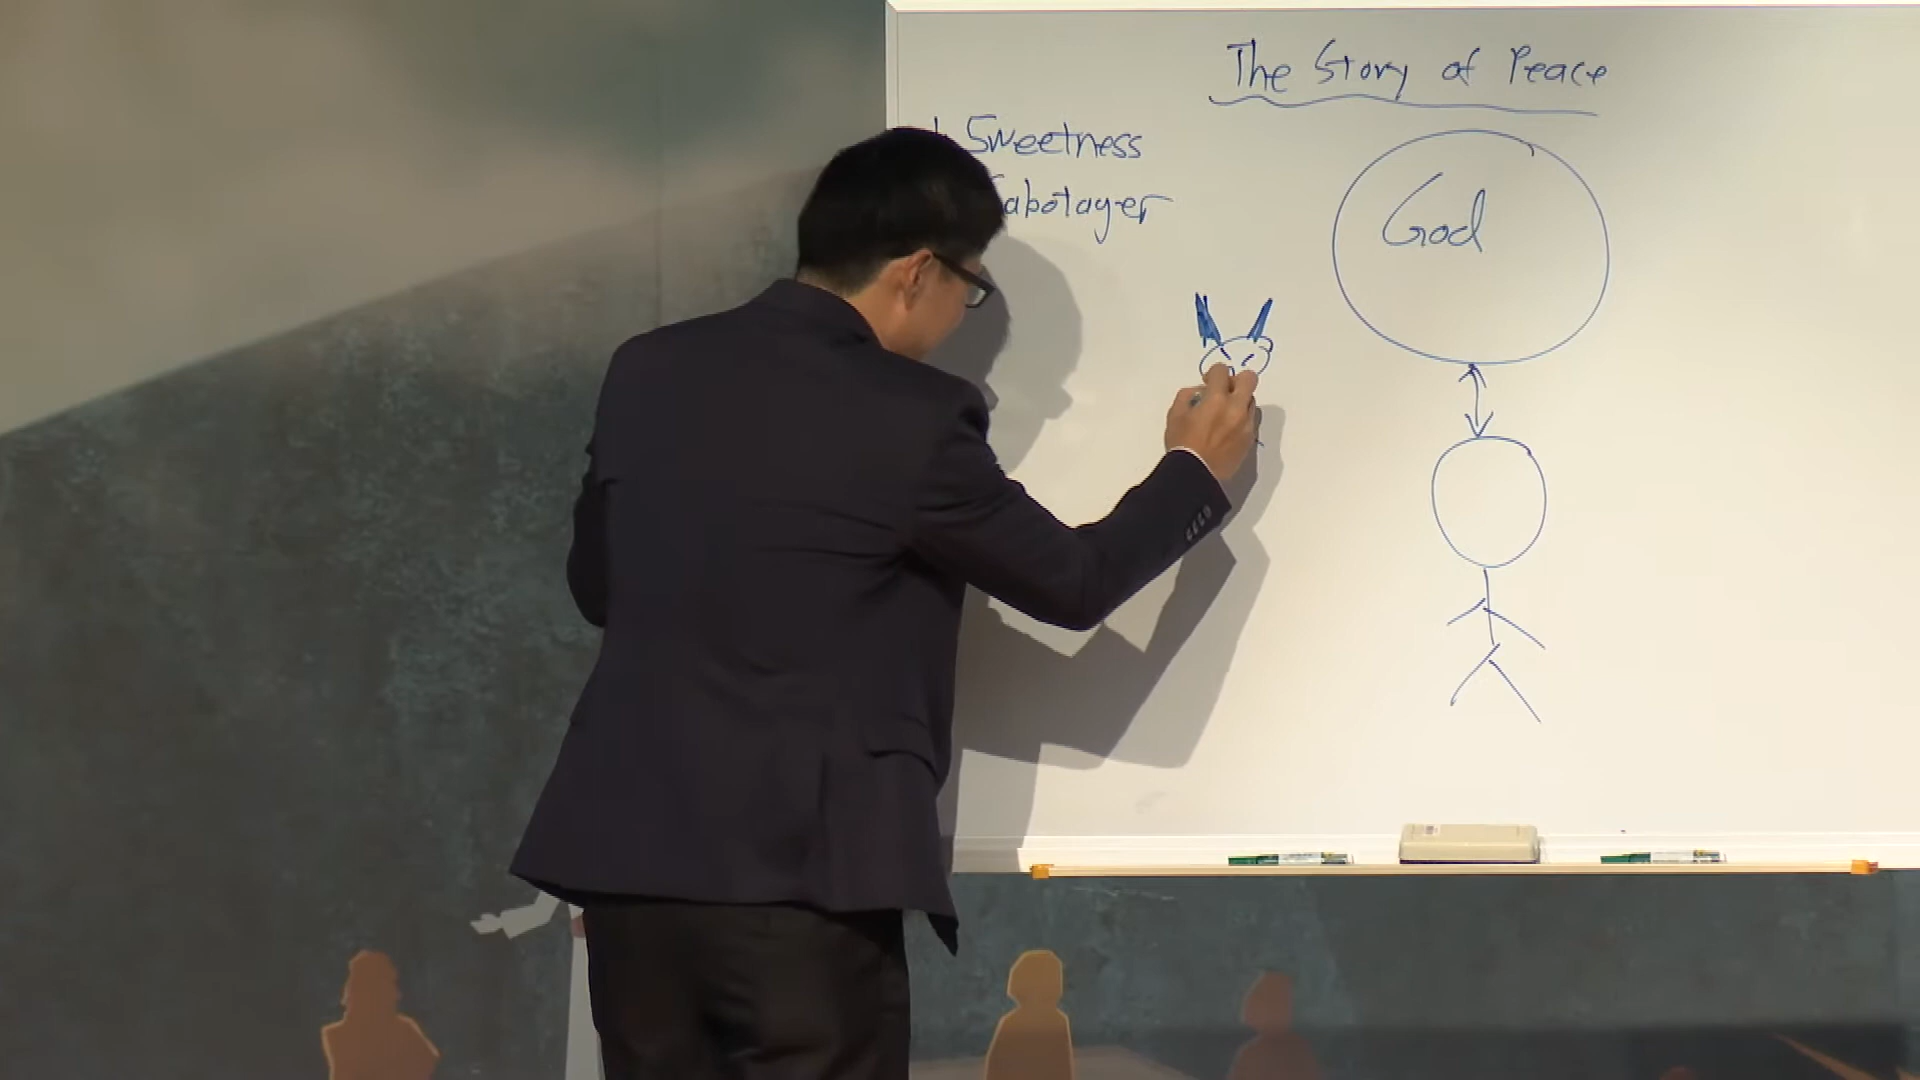 The Story of Peace
Sweetness
Sabotager
God